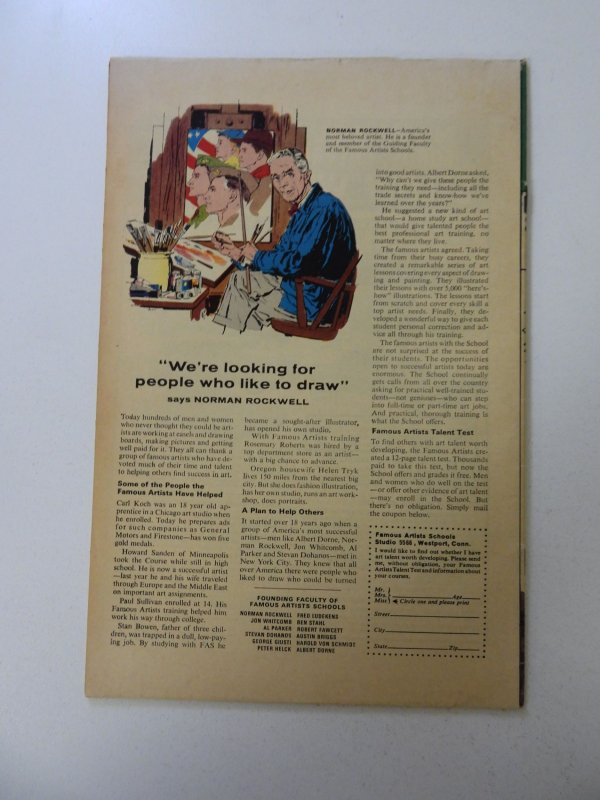 NORMAN ROCKWELL—America's
most beloved artist. He is a founder
and member of the Guiding Faculty
of the Famous Artists Schools.
"We're looking for
people who like to draw"
says NORMAN ROCKWELL
Today hundreds of men and women
who never thought they could be art-
ists are working at easels and drawing
boards, making pictures and getting
well paid for it. They all can thank a
group of famous artists who have de-
voted much of their time and talent
to helping others find success in art.
Some of the People the
Famous Artists Have Helped
Carl Koch was an 18 year old ap-
prentice in a Chicago art studio when
he enrolled. Today he prepares ads
for such companies as General
Motors and Firestone—has won five
gold medals.
Howard Sanden of Minneapolis
took the Course while still in high
school. He is now a successful artist
—last year he and his wife traveled
through Europe and the Middle East
on important art assignments.
Paul Sullivan enrolled at 14. His
Famous Artists training helped him
work his way through college.
Stan Bowen, father of three chil-
dren, was trapped in a dull, low-pay-
ing job. By studying with FAS he
became a sought-after illustrator,
has opened his own studio.
With Famous Artists training
Rosemary Roberts was hired by a
top department store as an artist—
with a big chance to advance.
Oregon housewife Helen Tryk
lives 150 miles from the nearest big
city. But she does fashion illustration,
has her own studio, runs an art work-
shop, does portraits.
A Plan to Help Others
It started over 18 years ago when a
group of America's most successful
artists—men like Albert Dorne, Nor-
man Rockwell, Jon Whitcomb, Al
Parker and Stevan Dohanos—met in
New York City. They knew that all
over America there were people who
liked to draw who could be turned
FOUNDING FACULTY OF
FAMOUS ARTISTS SCHOOLS
NORMAN ROCKWELL FRED LUDEKENS
JON WHITCOMB BEN STAHL
AL PARKER ROBERT FAWCETT
STEVAN DOHANOS AUSTIN BRIGGS
GEORGE GIUSTI HAROLD VON SCHMIDT
PETER HELCK ALBERT DORNE
into good artists. Albert Dorne asked,
"Why can't we give these people the
training they need—including all the
trade secrets and know-how we've
learned over the years?"
He suggested a new kind of art
school—a home study art school—
that would give talented people the
best professional art training, no
matter where they live.
The famous artists agreed. Taking
time from their busy careers, they
created a remarkable series of art
lessons covering every aspect of draw-
ing and painting. They illustrated
their lessons with over 5,000 "here's-
how" illustrations. The lessons start
from scratch and cover every skill a
top artist needs. Finally, they de-
veloped a wonderful way to give each
student personal correction and ad-
vice all through his training.
The famous artists with the School
are not surprised at the success of
their students. The opportunities
open to successful artists today are
enormous. The School continually
gets calls from all over the country
asking for practical well-trained stu-
dents—not geniuses—who can step
into full-time or part-time art jobs.
And practical, thorough training is
what the School offers.
Famous Artists Talent Test
To find others with art talent worth
developing, the Famous Artists cre-
ated a 12-page talent test. Thousands
paid to take this test, but now the
School offers and grades it free. Men
and women who do well on the test
—or offer other evidence of art talent
—may enroll in the School. But
there's no obligation. Simply mail
the coupon below.
Famous Artists Schools
Studio 5588, Westport, Conn.
I would like to find out whether I have
art talent worth developing. Please send
me, without obligation, your Famous
Artists Talent Test and information about
your courses.
Mr.
Mrs. Age
Miss Circle one and please print
Street
City
State Zip